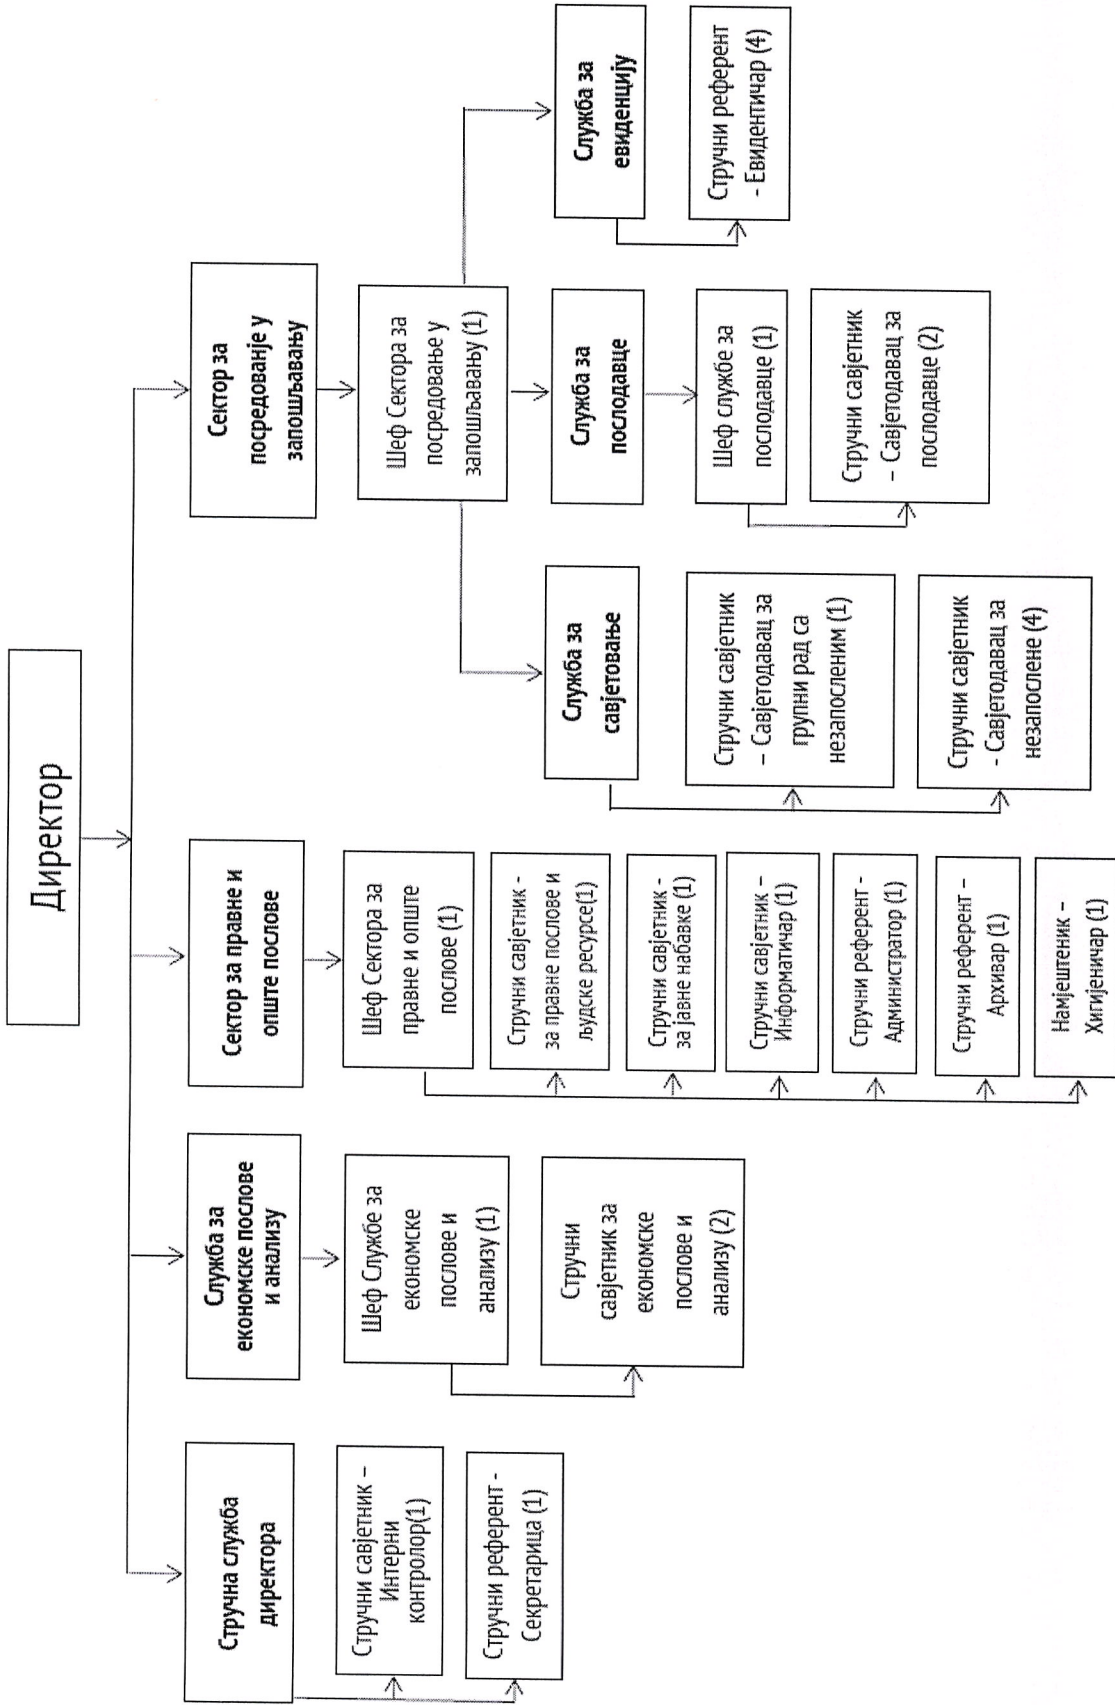 Директор
Стручна служба
директора
Стручни савјетник –
Интерни
контролор(1)
Стручни референт -
Секретарица (1)
Служба за
економске послове
и анализу
Шеф Службе за
економске
послове и
анализу (1)
Стручни
савјетник за
економске
послове и
анализу (2)
Сектор за правне и
опште послове
Шеф Сектора за
правне и опште
послове (1)
Стручни савјетник -
за правне послове и
људске ресурсе(1)
Стручни савјетник -
за јавне набавке (1)
Стручни савјетник –
Информатичар (1)
Стручни референт -
Администратор (1)
Стручни референт –
Архивар (1)
Намјештеник –
Хигијеничар (1)
Сектор за
посредованје у
запошљавању
Шеф Сектора за
посредовање у
запошљавању (1)
Служба за
савјетовање
Стручни савјетник
– Савјетодавац за
групни рад са
незапосленим (1)
Стручни савјетник
- Савјетодавац за
незапослене (4)
Служба за
послодавце
Шеф службе за
послодавце (1)
Стручни савјетник
– Савјетодавац за
послодавце (2)
Служба за
евиденцију
Стручни референт
- Евидентичар (4)